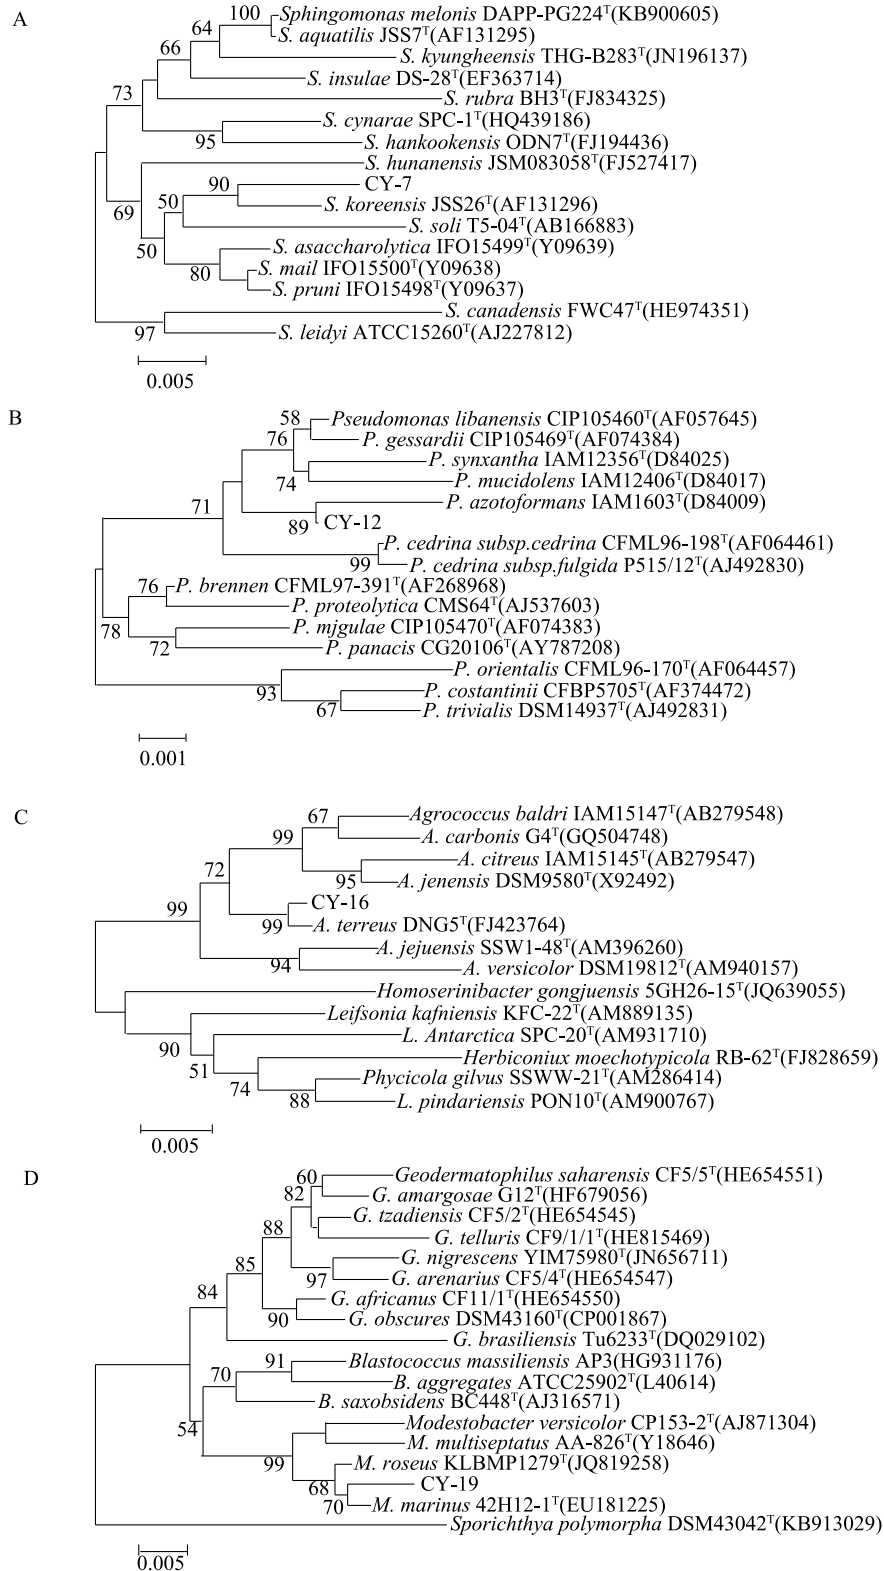 A
100
Sphingomonas melonis DAPP-PG224ᵀ(KB900605)
64
S. aquatilis JSS7ᵀ(AF131295)
66
S. kyungheensis THG-B283ᵀ(JN196137)
S. insulae DS-28ᵀ(EF363714)
73
S. rubra BH3ᵀ(FJ834325)
S. cynarae SPC-1ᵀ(HQ439186)
95
S. hankookensis ODN7ᵀ(FJ194436)
S. hunanensis JSM083058ᵀ(FJ527417)
90
CY-7
69
50
S. koreensis JSS26ᵀ(AF131296)
S. soli T5-04ᵀ(AB166883)
50
S. asaccharolytica IFO15499ᵀ(Y09639)
80
S. mail IFO15500ᵀ(Y09638)
S. pruni IFO15498ᵀ(Y09637)
S. canadensis FWC47ᵀ(HE974351)
97
S. leidyi ATCC15260ᵀ(AJ227812)
0.005
B
58
Pseudomonas libanensis CIP105460ᵀ(AF057645)
76
P. gessardii CIP105469ᵀ(AF074384)
P. synxantha IAM12356ᵀ(D84025)
74
P. mucidolens IAM12406ᵀ(D84017)
71
P. azotoformans IAM1603ᵀ(D84009)
89
CY-12
P. cedrina subsp.cedrina CFML96-198ᵀ(AF064461)
99
P. cedrina subsp.fulgida P515/12ᵀ(AJ492830)
76
P. brennen CFML97-391ᵀ(AF268968)
P. proteolytica CMS64ᵀ(AJ537603)
78
P. mjgulae CIP105470ᵀ(AF074383)
72
P. panacis CG20106ᵀ(AY787208)
P. orientalis CFML96-170ᵀ(AF064457)
93
P. costantinii CFBP5705ᵀ(AF374472)
67
P. trivialis DSM14937ᵀ(AJ492831)
0.001
C
67
Agrococcus baldri IAM15147ᵀ(AB279548)
99
A. carbonis G4ᵀ(GQ504748)
72
A. citreus IAM15145ᵀ(AB279547)
95
A. jenensis DSM9580ᵀ(X92492)
99
CY-16
99
A. terreus DNG5ᵀ(FJ423764)
A. jejuensis SSW1-48ᵀ(AM396260)
94
A. versicolor DSM19812ᵀ(AM940157)
Homoserinibacter gongjuensis 5GH26-15ᵀ(JQ639055)
Leifsonia kafniensis KFC-22ᵀ(AM889135)
90
L. Antarctica SPC-20ᵀ(AM931710)
51
Herbiconiux moechotypicola RB-62ᵀ(FJ828659)
74
Phycicola gilvus SSWW-21ᵀ(AM286414)
88
L. pindariensis PON10ᵀ(AM900767)
0.005
D
60
Geodermatophilus saharensis CF5/5ᵀ(HE654551)
82
G. amargosae G12ᵀ(HF679056)
88
G. tzadiensis CF5/2ᵀ(HE654545)
G. telluris CF9/1/1ᵀ(HE815469)
85
G. nigrescens YIM75980ᵀ(JN656711)
97
G. arenarius CF5/4ᵀ(HE654547)
84
G. africanus CF11/1ᵀ(HE654550)
90
G. obscures DSM43160ᵀ(CP001867)
G. brasiliensis Tu6233ᵀ(DQ029102)
91
Blastococcus massiliensis AP3(HG931176)
70
B. aggregates ATCC25902ᵀ(L40614)
B. saxobsidens BC448ᵀ(AJ316571)
54
Modestobacter versicolor CP153-2ᵀ(AJ871304)
M. multiseptatus AA-826ᵀ(Y18646)
99
M. roseus KLBMP1279ᵀ(JQ819258)
68
CY-19
70
M. marinus 42H12-1ᵀ(EU181225)
Sporichthya polymorpha DSM43042ᵀ(KB913029)
0.005